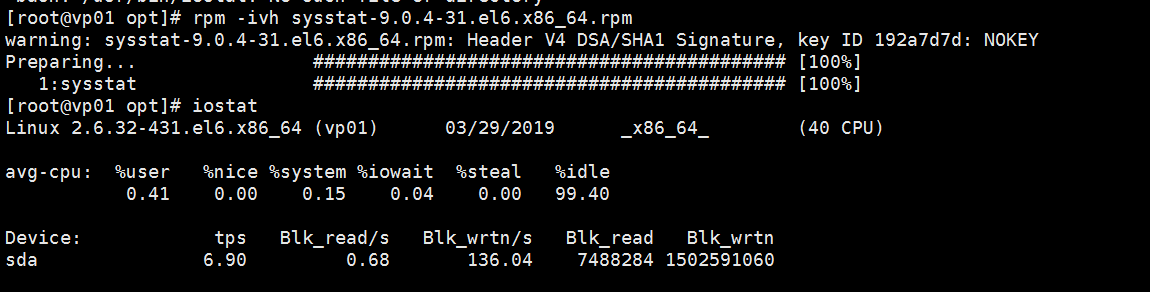 [root@vp01 opt]# rpm -ivh sysstat-9.0.4-31.el6.x86_64.rpm
warning: sysstat-9.0.4-31.el6.x86_64.rpm: Header V4 DSA/SHA1 Signature, key ID 192a7d7d: NOKEY
Preparing...                ########################################### [100%]
   1:sysstat                ########################################### [100%]
[root@vp01 opt]# iostat
Linux 2.6.32-431.el6.x86_64 (vp01)      03/29/2019      _x86_64_        (40 CPU)
avg-cpu:  %user   %nice %system %iowait  %steal   %idle
           0.41    0.00    0.15    0.04    0.00   99.40
Device:            tps   Blk_read/s   Blk_wrtn/s   Blk_read   Blk_wrtn
sda               6.90         0.68       136.04    7488284 1502591060